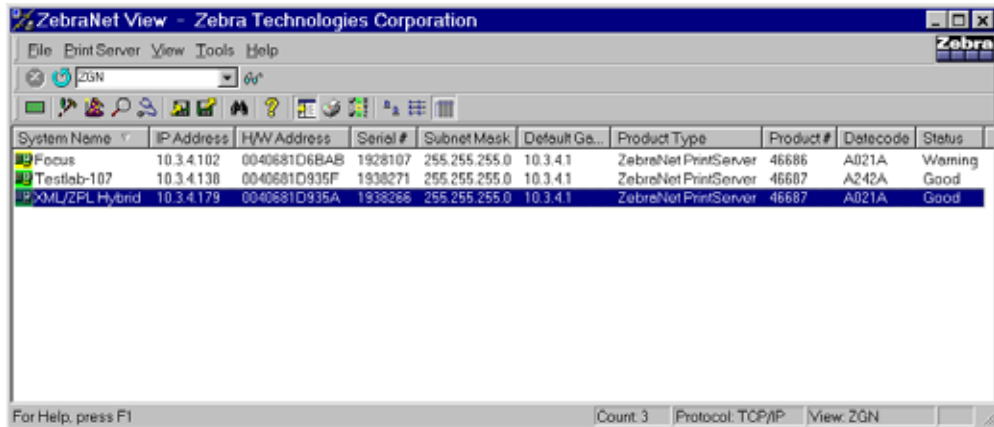 ZebraNet View - Zebra Technologies Corporation
File Print Server View Tools Help
Zebra
ZGN
System Name IP Address H/W Address Serial # Subnet Mask Default Ga... Product Type Product # Datecode Status
Focus 10.3.4.102 0040681D6BAB 1928107 255.255.255.0 10.3.4.1 ZebraNet PrintServer 46686 A021A Warning
Testlab-107 10.3.4.138 0040681D935F 1938271 255.255.255.0 10.3.4.1 ZebraNet PrintServer 46687 A242A Good
XML/ZPL Hybrid 10.3.4.179 0040681D935A 1938266 255.255.255.0 10.3.4.1 ZebraNet PrintServer 46687 A021A Good
For Help, press F1 Count: 3 Protocol: TCP/IP View: ZGN